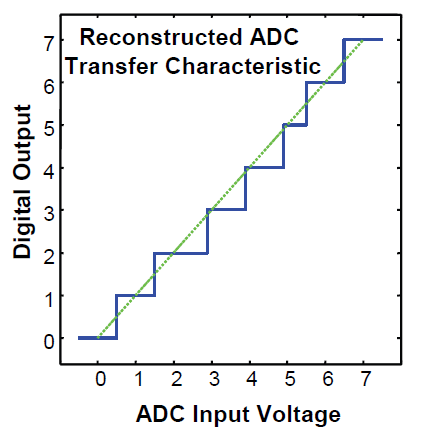 Reconstructed ADC
Transfer Characteristic
Digital Output
7
6
5
4
3
2
1
0
0 1 2 3 4 5 6 7
ADC Input Voltage